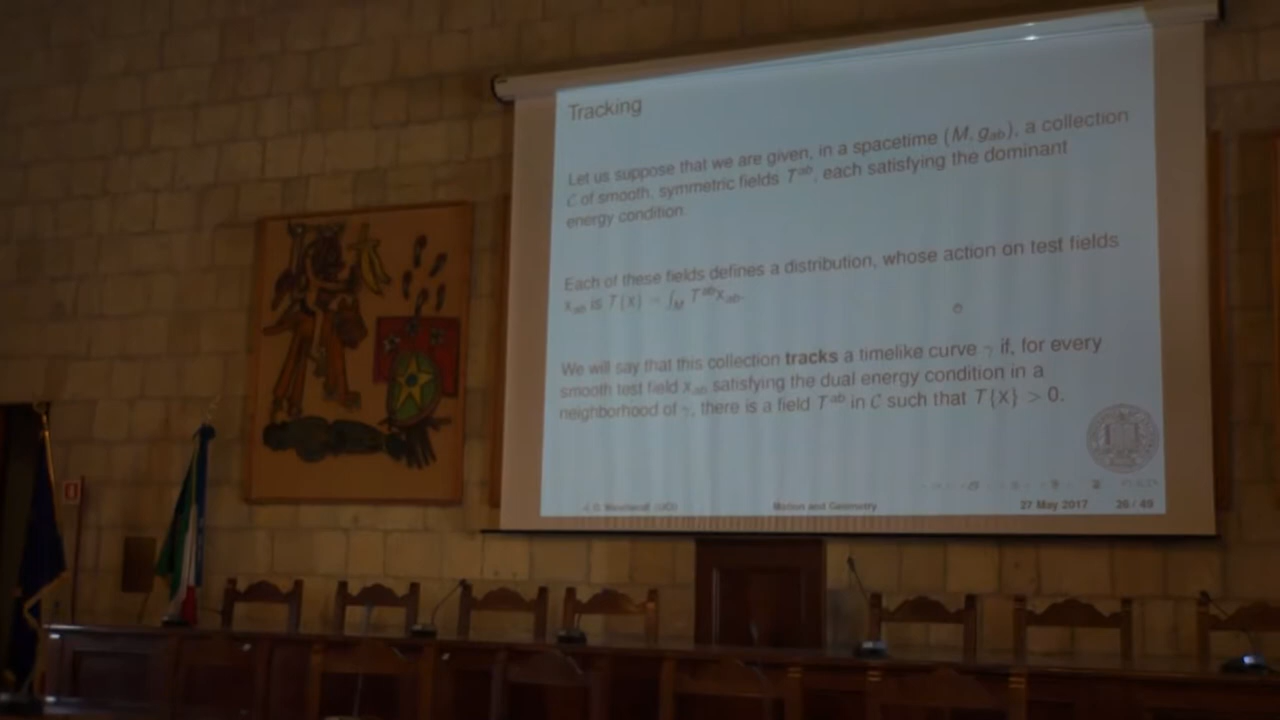 Tracking
Let us suppose that we are given, in a spacetime (M, g_ab), a collection
C of smooth, symmetric fields T^ab, each satisfying the dominant
energy condition.
Each of these fields defines a distribution, whose action on test fields
x_ab is T{x} = ∫_M T^ab x_ab.
We will say that this collection tracks a timelike curve γ if, for every
smooth test field x_ab satisfying the dual energy condition in a
neighborhood of γ, there is a field T^ab in C such that T{x} > 0.
(UCI)
Motion and Geometry
27 May 2017
26 / 49